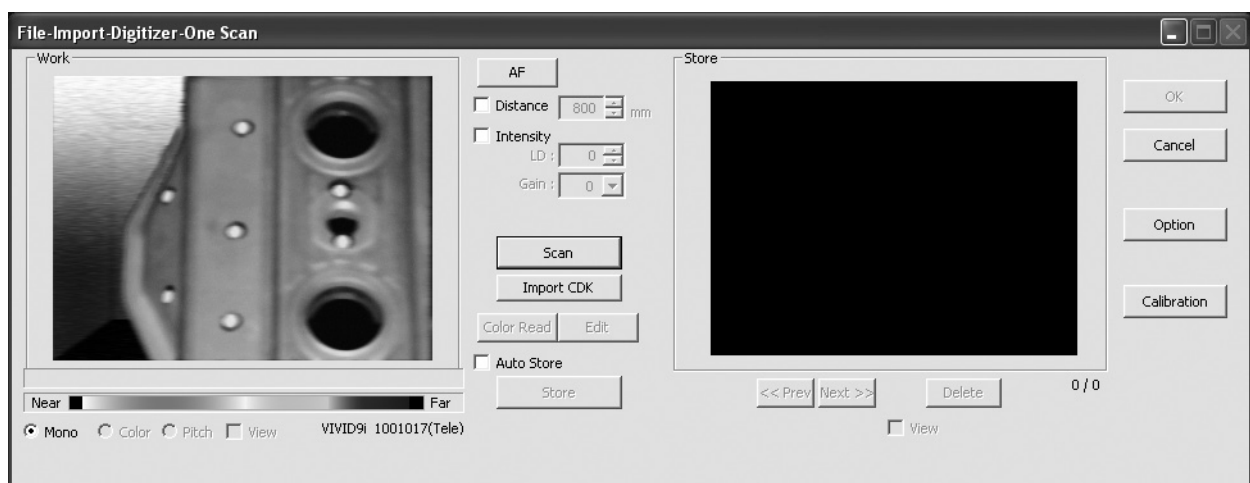 File-Import-Digitizer-One Scan
Work
AF
Distance 800 mm
Intensity
LD : 0
Gain : 0
Scan
Import CDK
Color Read Edit
Auto Store
Store
Near Far
Mono Color Pitch View VIVID9i 1001017(Tele)
Store
<< Prev Next >> Delete 0 / 0
View
OK
Cancel
Option
Calibration